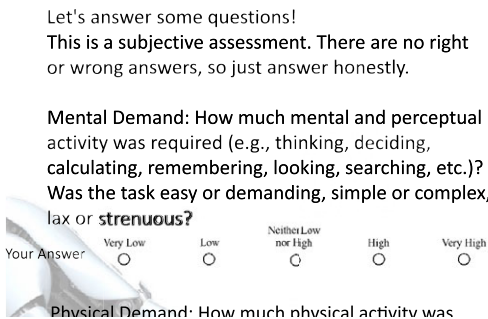 Let's answer some questions!
This is a subjective assessment. There are no right
or wrong answers, so just answer honestly.
Mental Demand: How much mental and perceptual
activity was required (e.g., thinking, deciding,
calculating, remembering, looking, searching, etc.)?
Was the task easy or demanding, simple or complex,
lax or strenuous?
Your Answer
Very Low
Low
Neither Low
nor High
High
Very High
Physical Demand: How much physical activity was